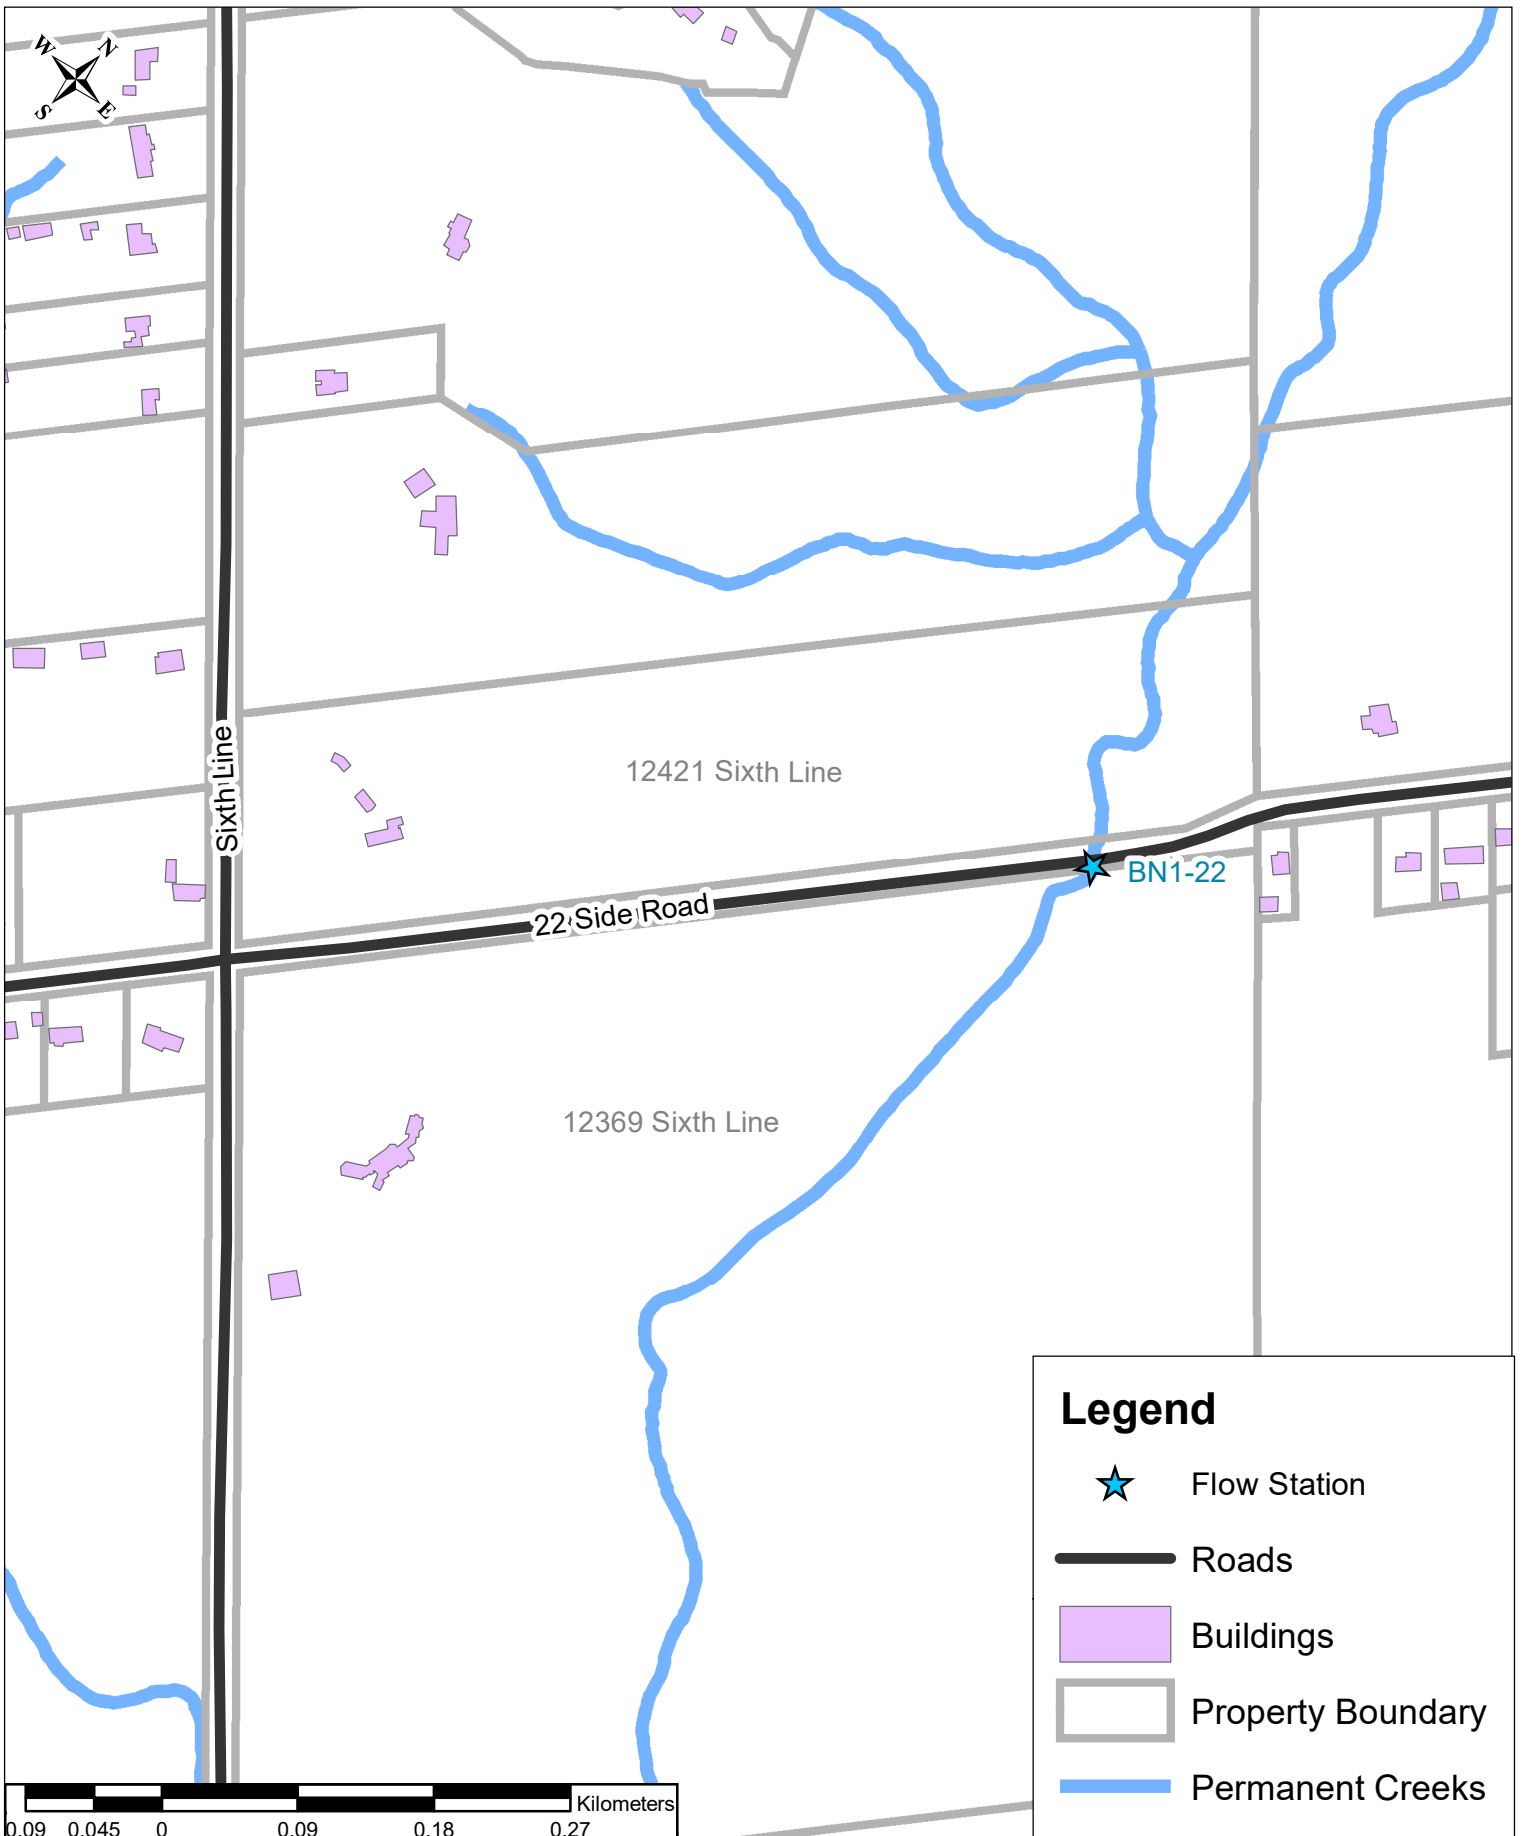 W N
S E
Sixth Line
12421 Sixth Line
BN1-22
22 Side Road
12369 Sixth Line
Legend
Flow Station
Roads
Buildings
Property Boundary
Permanent Creeks
Kilometers
0.09 0.045 0 0.09 0.18 0.27